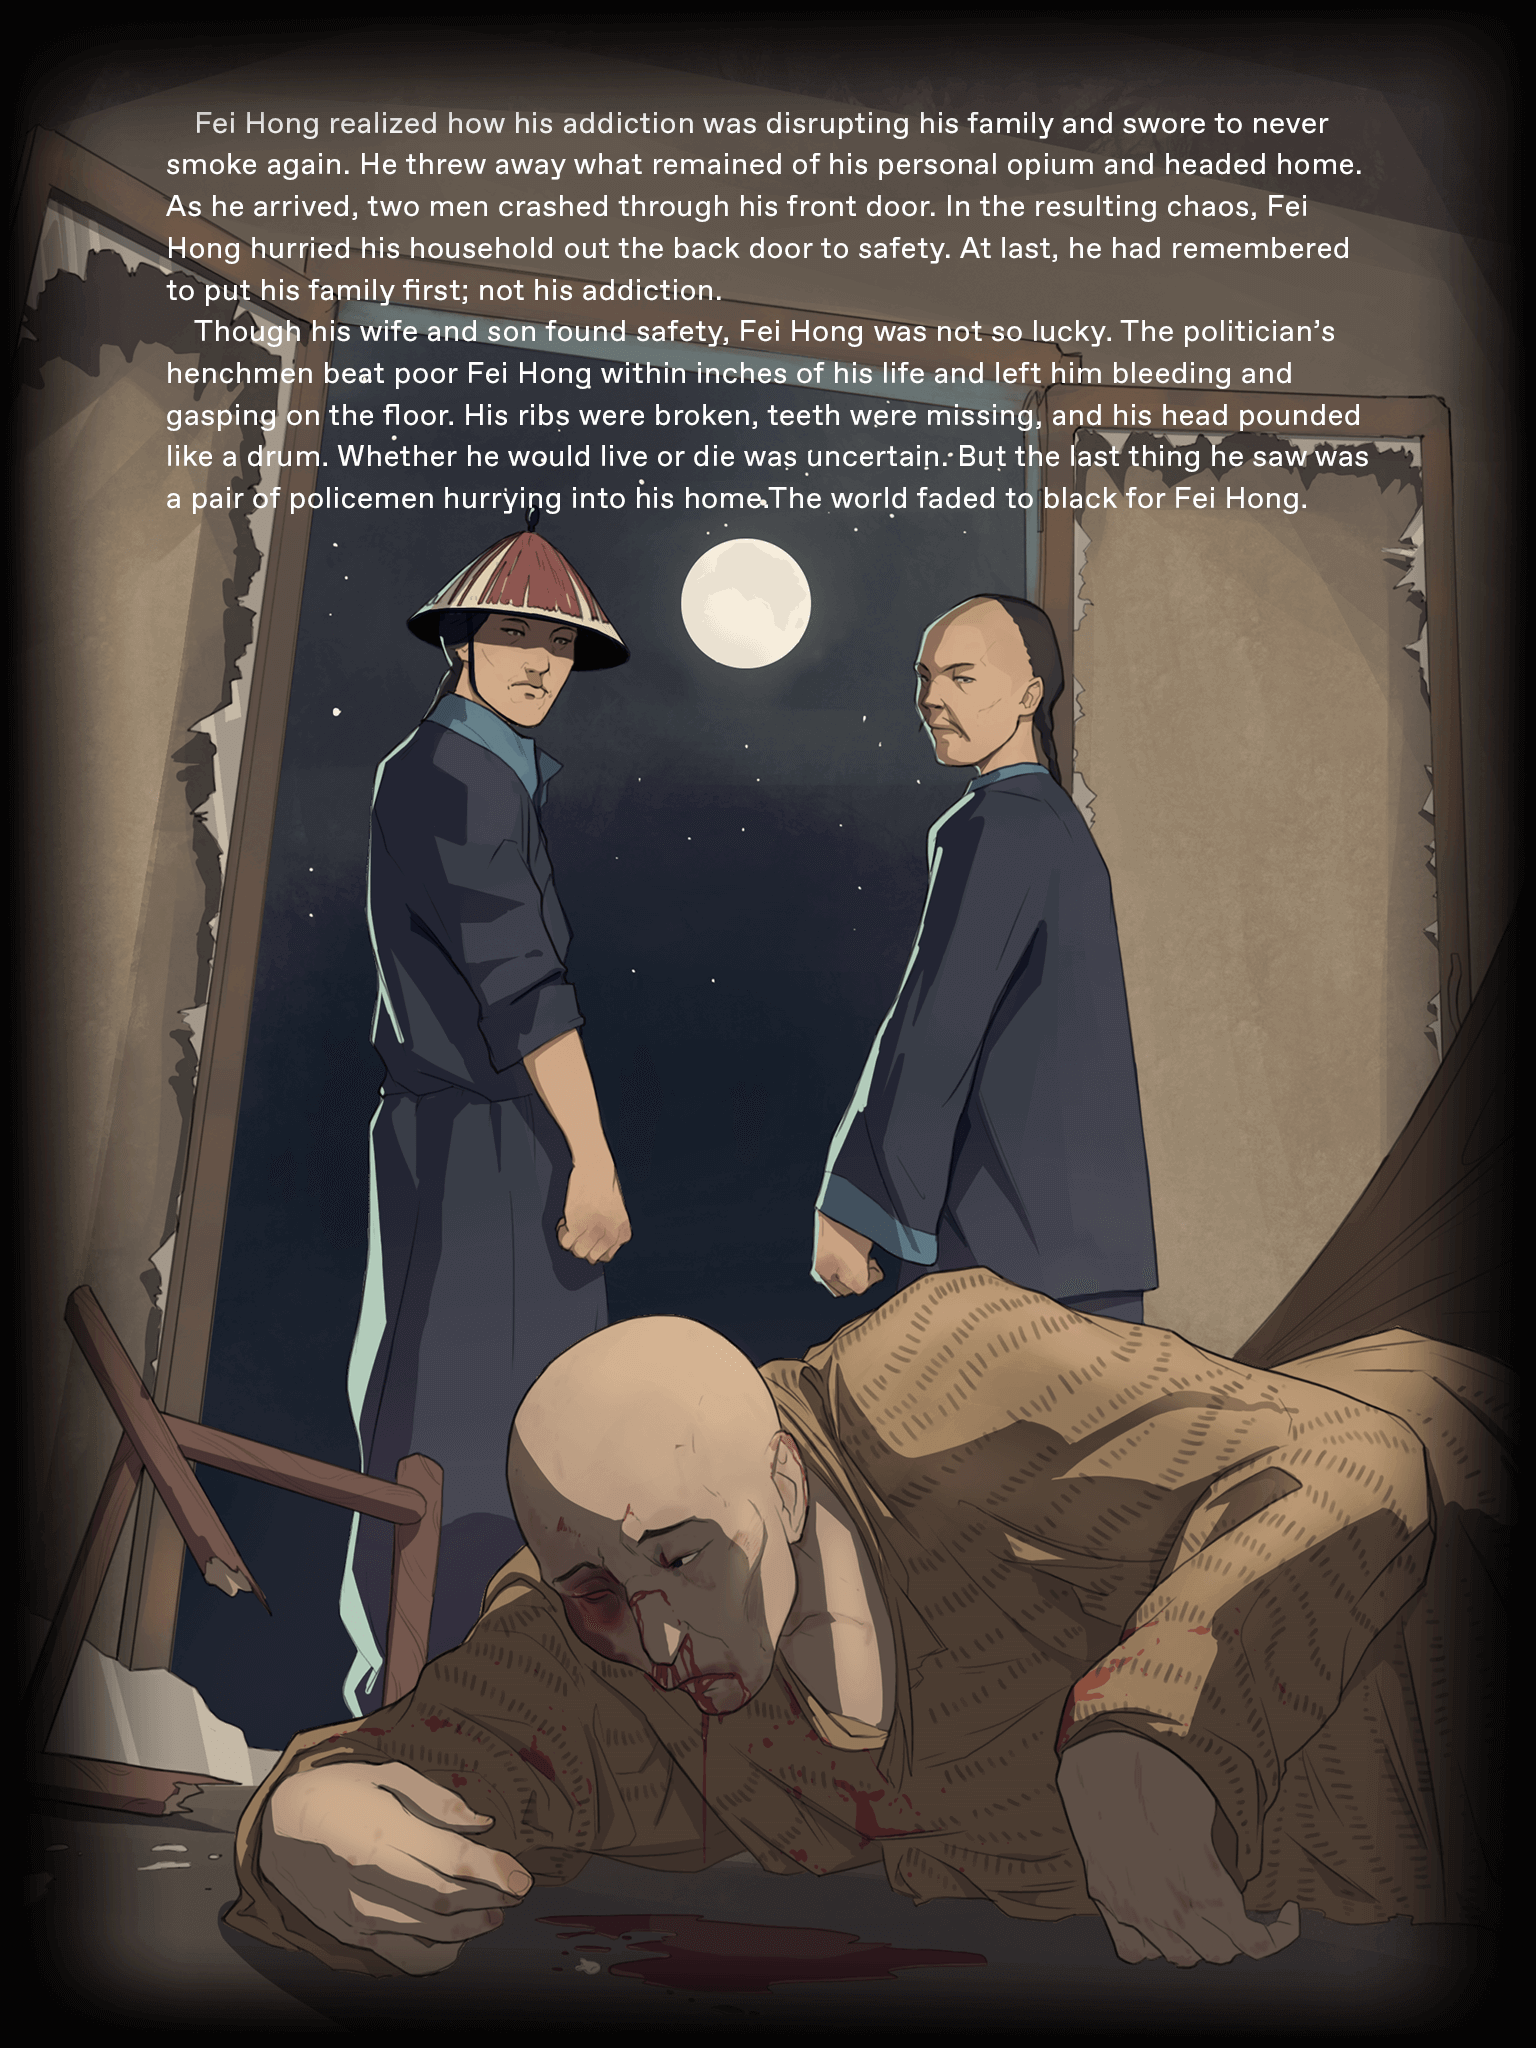 Fei Hong realized how his addiction was disrupting his family and swore to never
smoke again. He threw away what remained of his personal opium and headed home.
As he arrived, two men crashed through his front door. In the resulting chaos, Fei
Hong hurried his household out the back door to safety. At last, he had remembered
to put his family first; not his addiction.
Though his wife and son found safety, Fei Hong was not so lucky. The politician’s
henchmen beat poor Fei Hong within inches of his life and left him bleeding and
gasping on the floor. His ribs were broken, teeth were missing, and his head pounded
like a drum. Whether he would live or die was uncertain. But the last thing he saw was
a pair of policemen hurrying into his home.The world faded to black for Fei Hong.